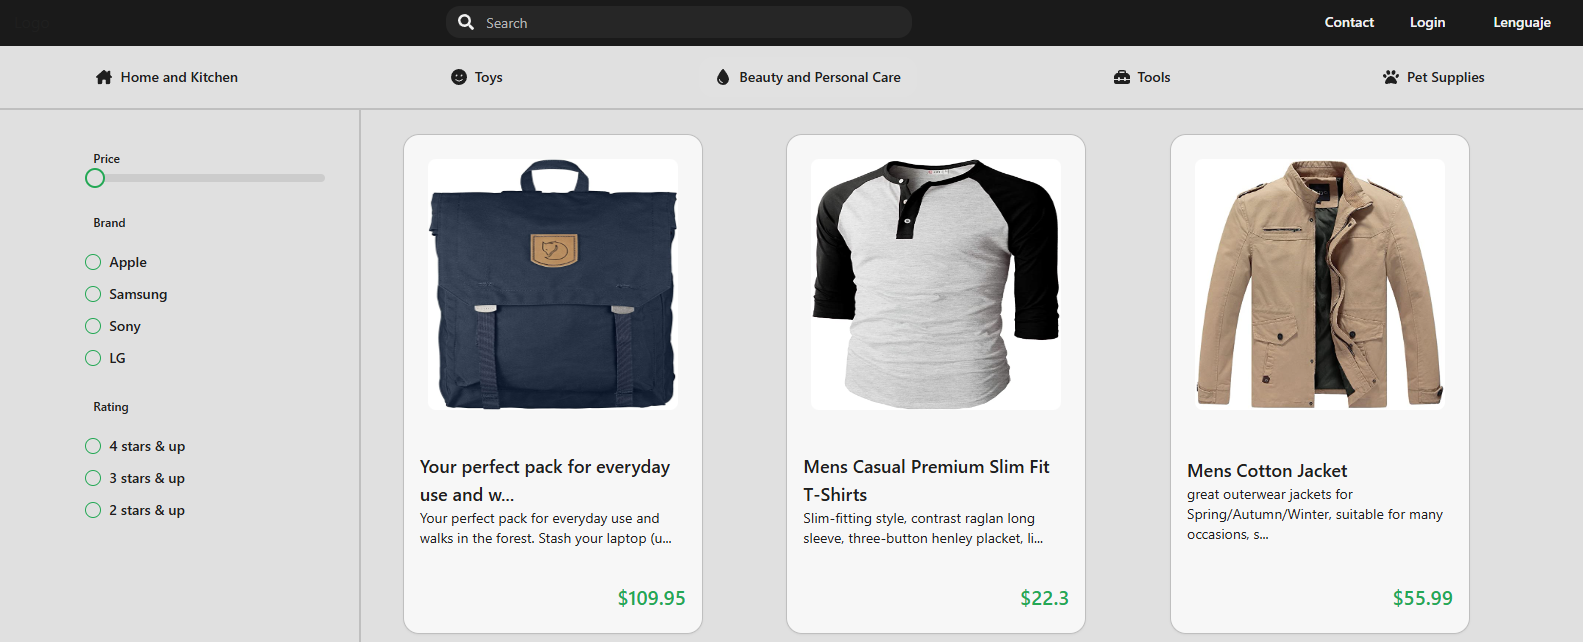 Search
Contact
Login
Lenguaje
Home and Kitchen
Toys
Beauty and Personal Care
Tools
Pet Supplies
Price
Brand
Apple
Samsung
Sony
LG
Rating
4 stars & up
3 stars & up
2 stars & up
Your perfect pack for everyday
use and w...
Your perfect pack for everyday use and
walks in the forest. Stash your laptop (u...
$109.95
Mens Casual Premium Slim Fit
T-Shirts
Slim-fitting style, contrast raglan long
sleeve, three-button henley placket, li...
$22.3
Mens Cotton Jacket
great outerwear jackets for
Spring/Autumn/Winter, suitable for many
occasions, s...
$55.99